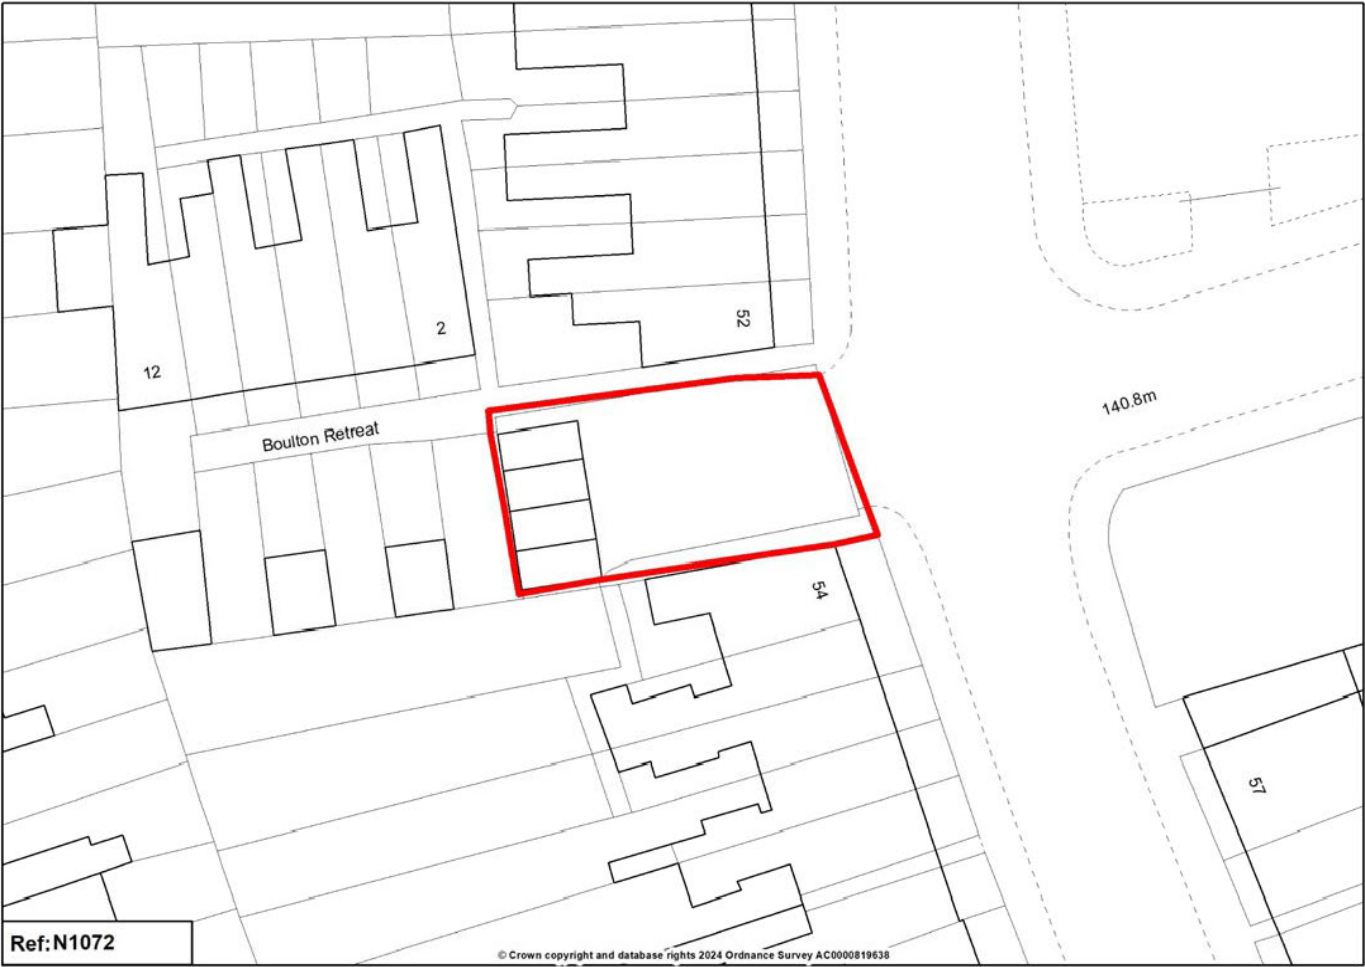 52
2
12
140.8m
Boulton Retreat
54
57
Ref:N1072
© Crown copyright and database rights 2024 Ordnance Survey AC0000819638